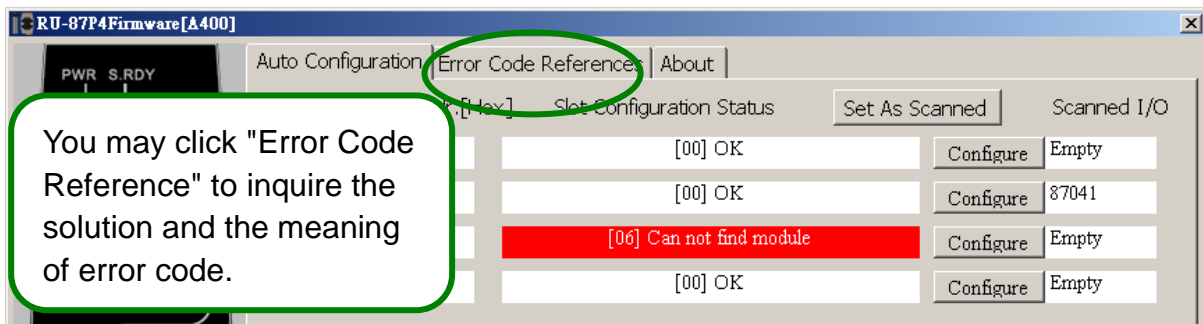 RU-87P4Firmware[A400]
PWR S.RDY
Auto Configuration Error Code References About
.[Hex] Slot Configuration Status Set As Scanned Scanned I/O
You may click "Error Code
Reference" to inquire the
solution and the meaning
of error code.
[00] OK Configure Empty
[00] OK Configure 87041
[06] Can not find module Configure Empty
[00] OK Configure Empty